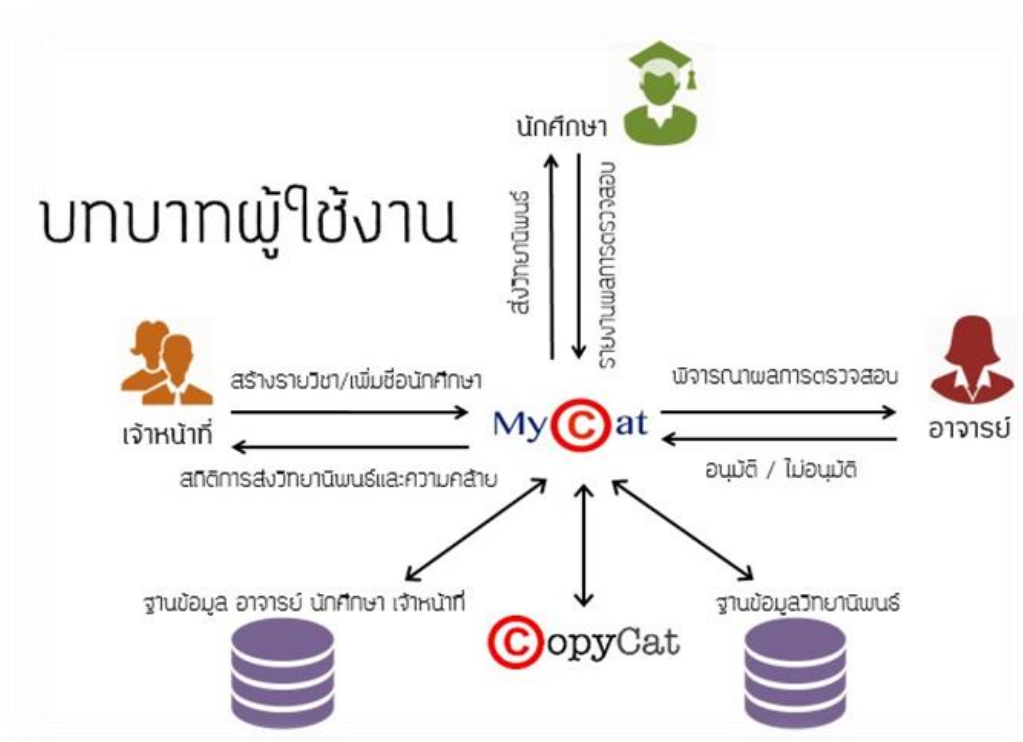 นักศึกษา
บทบาทผู้ใช้งาน
ส่งวิทยานิพนธ์
รายงานผลการตรวจสอบ
สร้างรายวิชา/เพิ่มชื่อนักศึกษา
พิจารณาผลการตรวจสอบ
เจ้าหน้าที่
MyCat
อาจารย์
สถิติการส่งวิทยานิพนธ์และความคล้าย
อนุมัติ / ไม่อนุมัติ
ฐานข้อมูล อาจารย์ นักศึกษา เจ้าหน้าที่
ฐานข้อมูลวิทยานิพนธ์
CopyCat